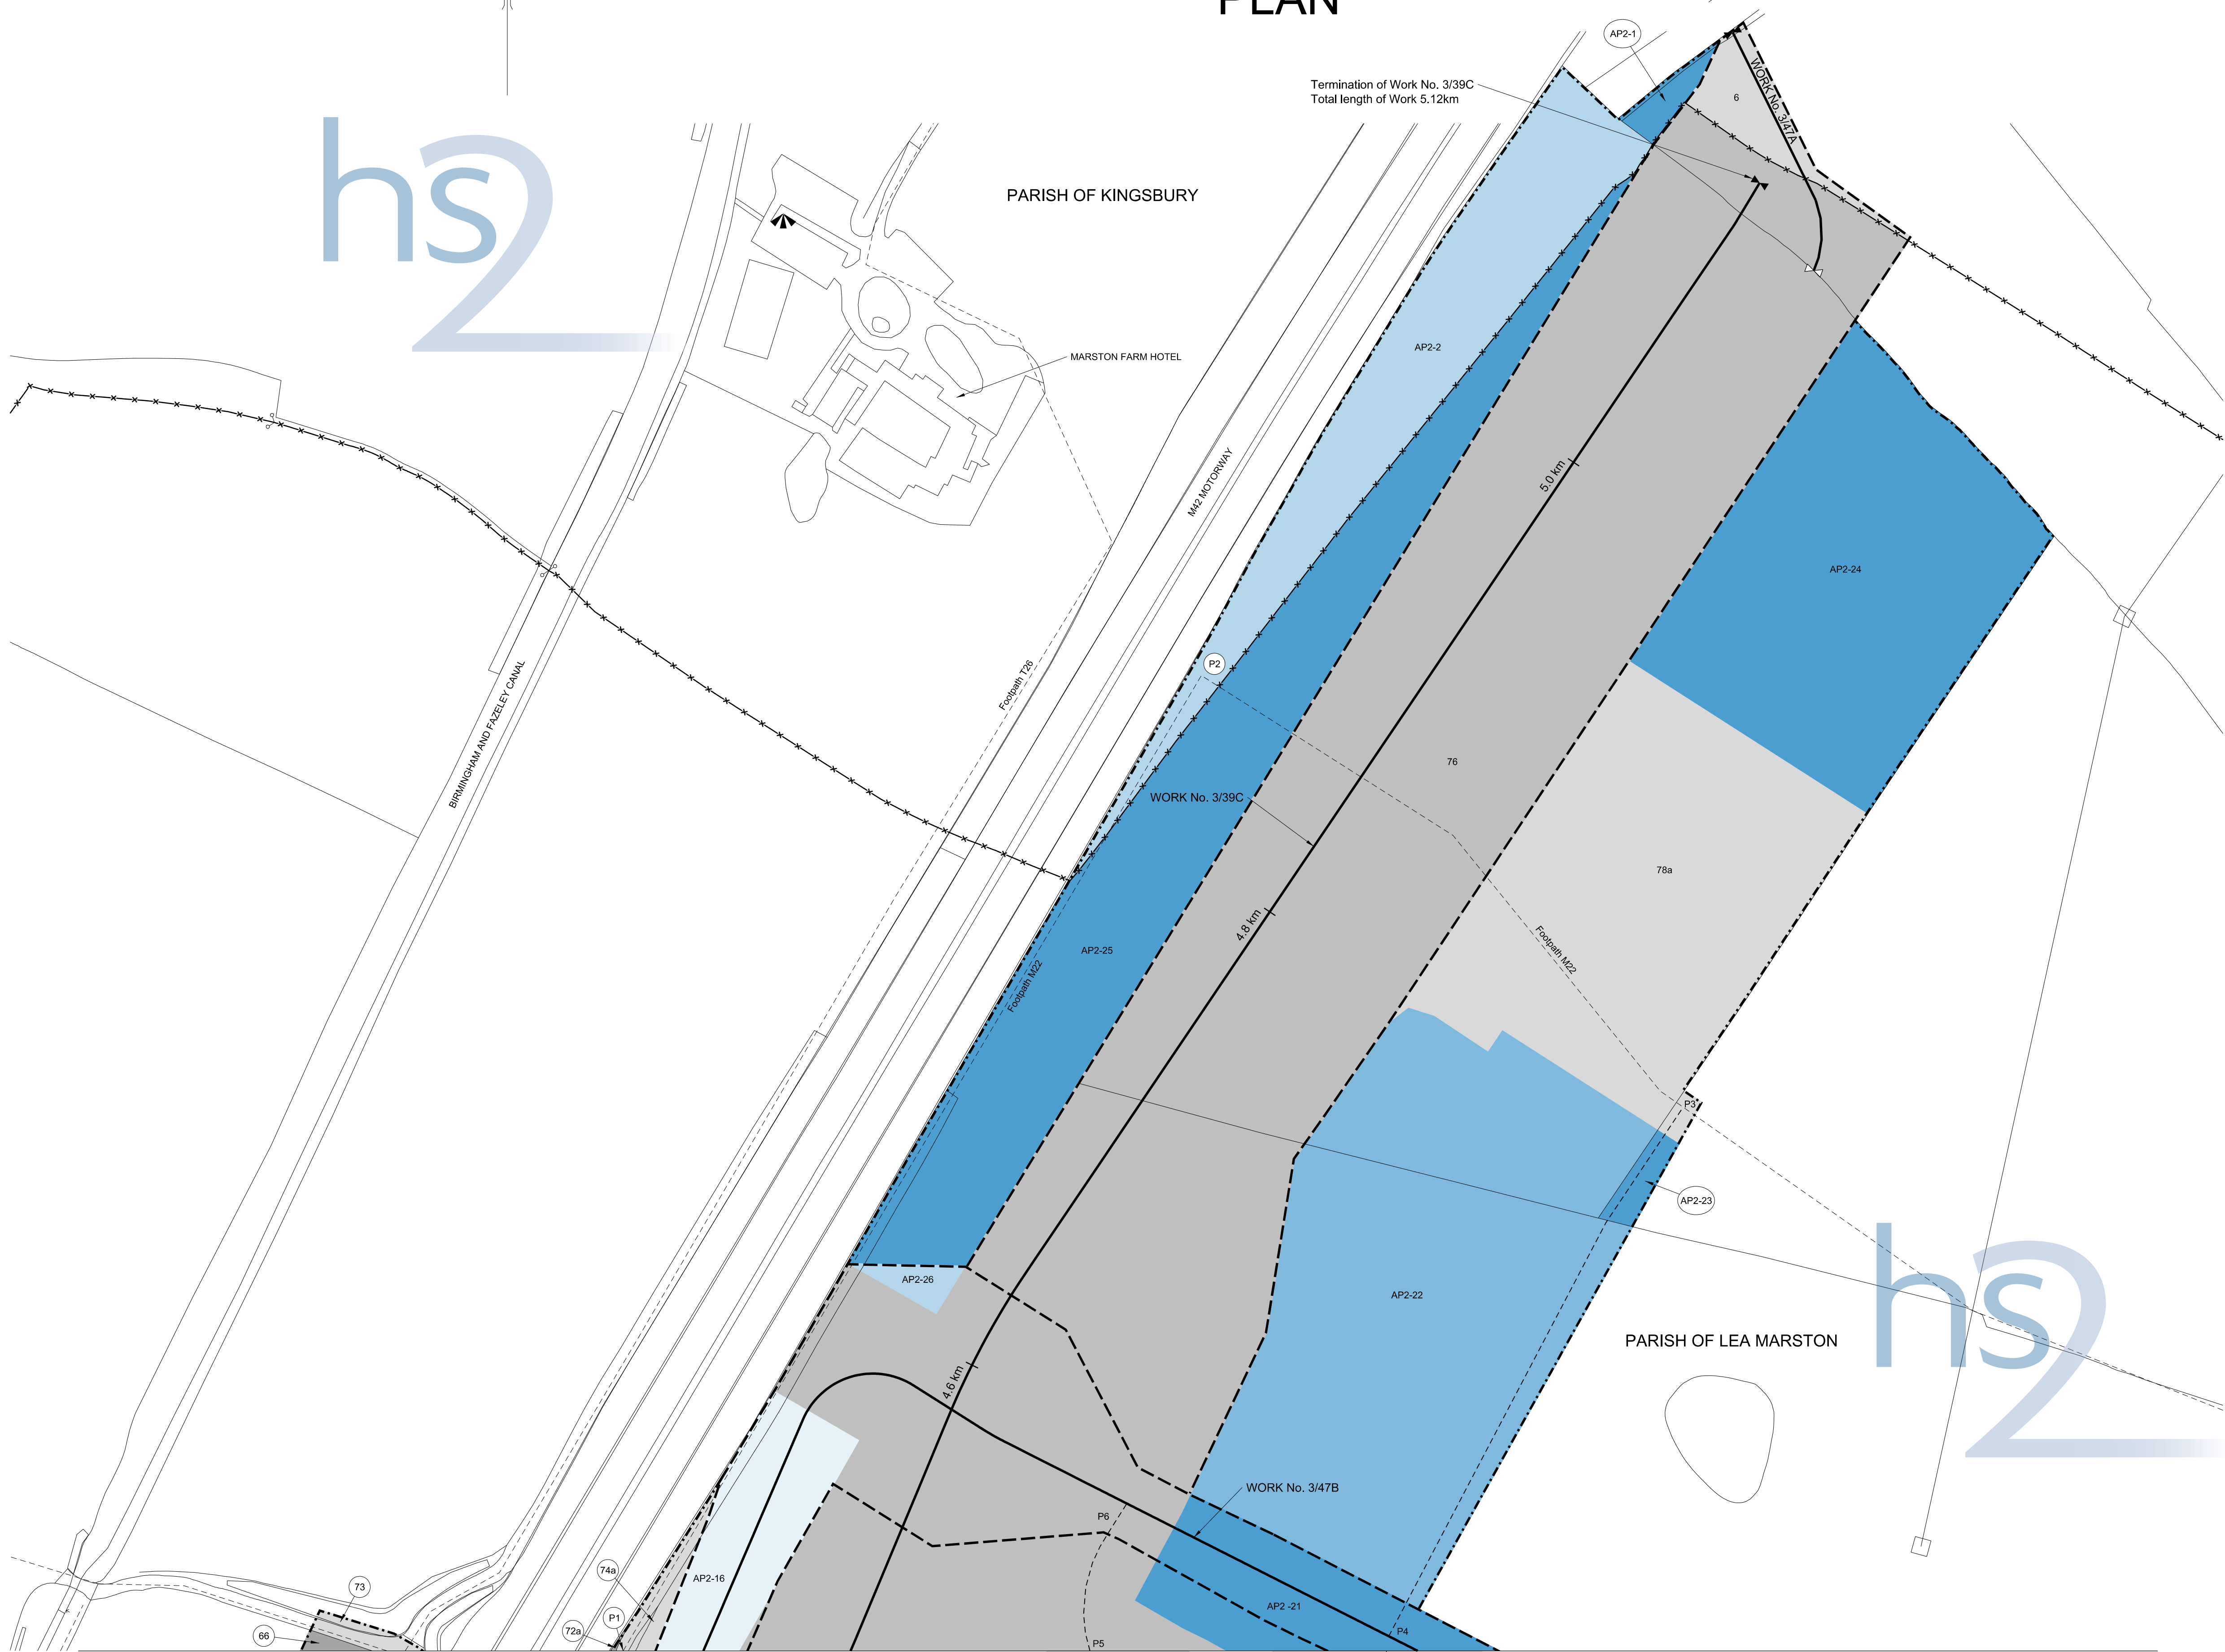 PLAN
AP2-1
Termination of Work No. 3/39C
Total length of Work 5.12km
6
WORK No. 3/47A
hs2
PARISH OF KINGSBURY
AP2-2
MARSTON FARM HOTEL
M42 MOTORWAY
5.0 km
AP2-24
P2
Footpath T26
BIRMINGHAM AND FAZELEY CANAL
76
WORK No. 3/39C
78a
4.8 km
AP2-25
Footpath M22
Footpath M22
P3
AP2-23
AP2-26
AP2-22
hs2
PARISH OF LEA MARSTON
4.6 km
WORK No. 3/47B
P6
74a
AP2-16
73
AP2 -21
P1
72a
66
P4
P5